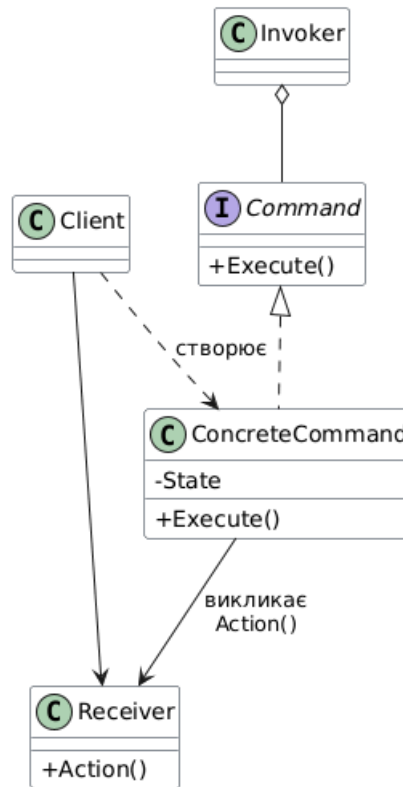 C Invoker
I Command
+Execute()
C Client
створює
C ConcreteCommand
-State
+Execute()
викликає
Action()
C Receiver
+Action()